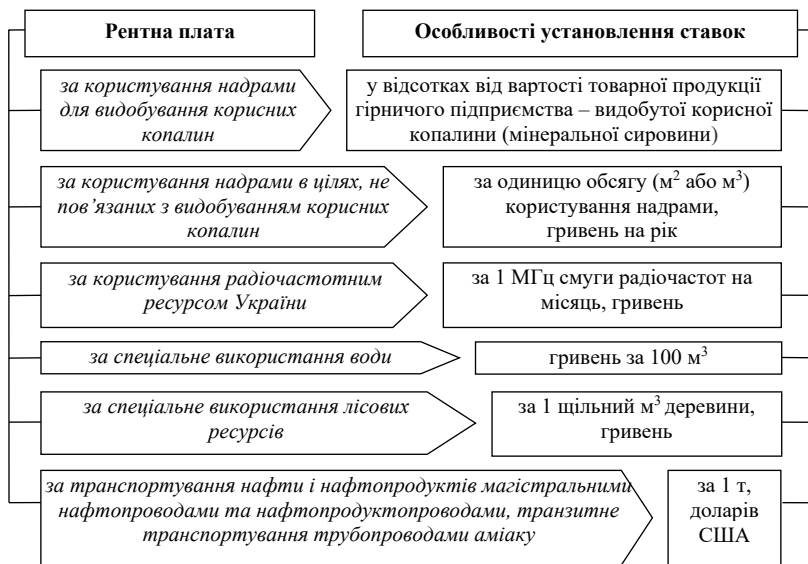 Рентна плата
Особливості установлення ставок
за користування надрами
для видобування корисних
копалин
у відсотках від вартості товарної продукції
гірничого підприємства – видобутої корисної
копалини (мінеральної сировини)
за користування надрами в цілях, не
пов’язаних з видобуванням корисних
копалин
за одиницю обсягу (м² або м³)
користування надрами,
гривень на рік
за користування радіочастотним
ресурсом України
за 1 МГц смуги радіочастот на
місяць, гривень
за спеціальне використання води
гривень за 100 м³
за спеціальне використання лісових
ресурсів
за 1 щільний м³ деревини,
гривень
за транспортування нафти і нафтопродуктів магістральними
нафтопроводами та нафтопродуктопроводами, транзитне
транспортування трубопроводами аміаку
за 1 т,
доларів
США